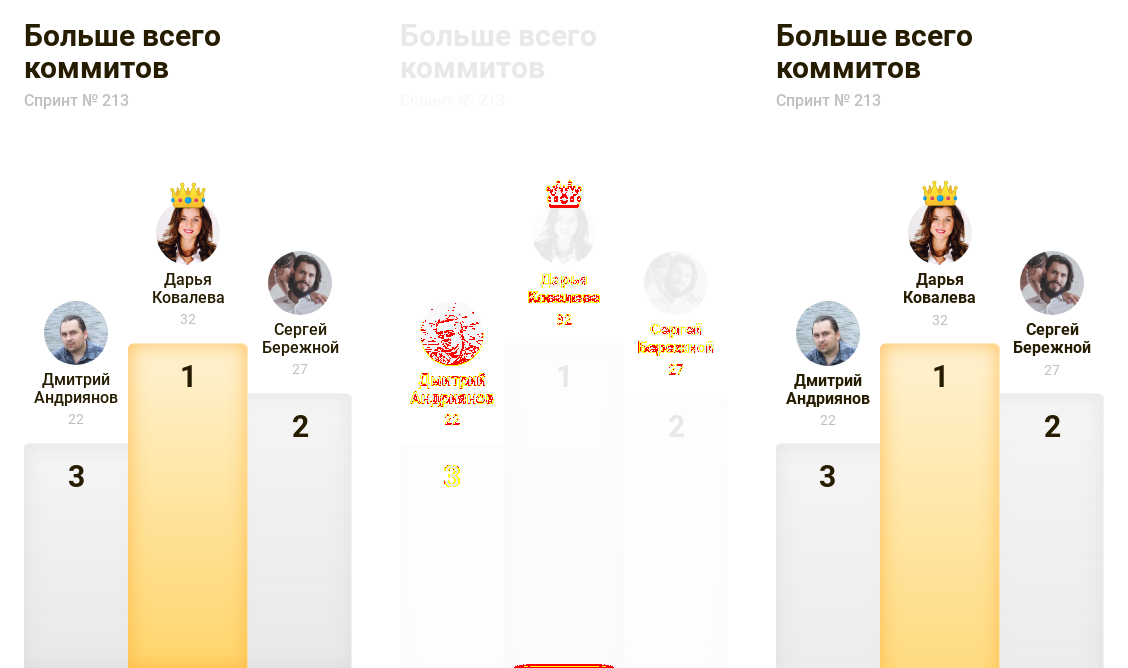 Больше всего
коммитов
Спринт № 213
Дарья
Ковалева
32
Сергей
Бережной
27
Дмитрий
Андриянов
22
1
2
3
Больше всего
коммитов
Спринт № 213
Дарья
Ковалева
32
Сергей
Бережной
27
Дмитрий
Андриянов
22
1
2
3
Больше всего
коммитов
Спринт № 213
Дарья
Ковалева
32
Сергей
Бережной
27
Дмитрий
Андриянов
22
1
2
3